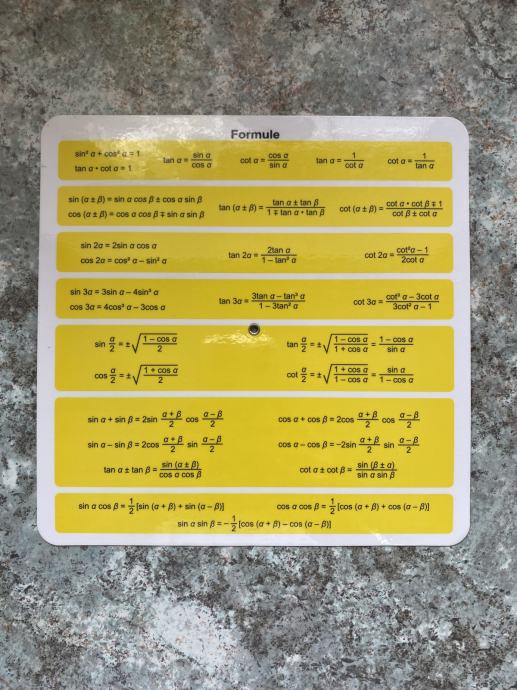 Formule
sin² α + cos² α = 1
tan α • cot α = 1
tan α = sin α / cos α
cot α = cos α / sin α
tan α = 1 / cot α
cot α = 1 / tan α
sin (α ± β) = sin α cos β ± cos α sin β
cos (α ± β) = cos α cos β ∓ sin α sin β
tan (α ± β) = tan α ± tan β / 1 ∓ tan α • tan β
cot (α ± β) = cot α • cot β ∓ 1 / cot β ± cot α
sin 2α = 2sin α cos α
cos 2α = cos² α – sin² α
tan 2α = 2tan α / 1 – tan² α
cot 2α = cot²α – 1 / 2cot α
sin 3α = 3sin α – 4sin³ α
cos 3α = 4cos³ α – 3cos α
tan 3α = 3tan α – tan³ α / 1 – 3tan² α
cot 3α = cot³ α – 3cot α / 3cot² α – 1
sin α/2 = ±√(1 – cos α / 2)
cos α/2 = ±√(1 + cos α / 2)
tan α/2 = ±√(1 – cos α / 1 + cos α) = 1 – cos α / sin α
cot α/2 = ±√(1 + cos α / 1 – cos α) = sin α / 1 – cos α
sin α + sin β = 2sin α + β / 2 cos α – β / 2
sin α – sin β = 2cos α + β / 2 sin α – β / 2
tan α ± tan β = sin (α ± β) / cos α cos β
cos α + cos β = 2cos α + β / 2 cos α – β / 2
cos α – cos β = –2sin α + β / 2 sin α – β / 2
cot α ± cot β = sin (β ± α) / sin α sin β
sin α cos β = 1/2 [sin (α + β) + sin (α – β)]
cos α cos β = 1/2 [cos (α + β) + cos (α – β)]
sin α sin β = – 1/2 [cos (α + β) – cos (α – β)]